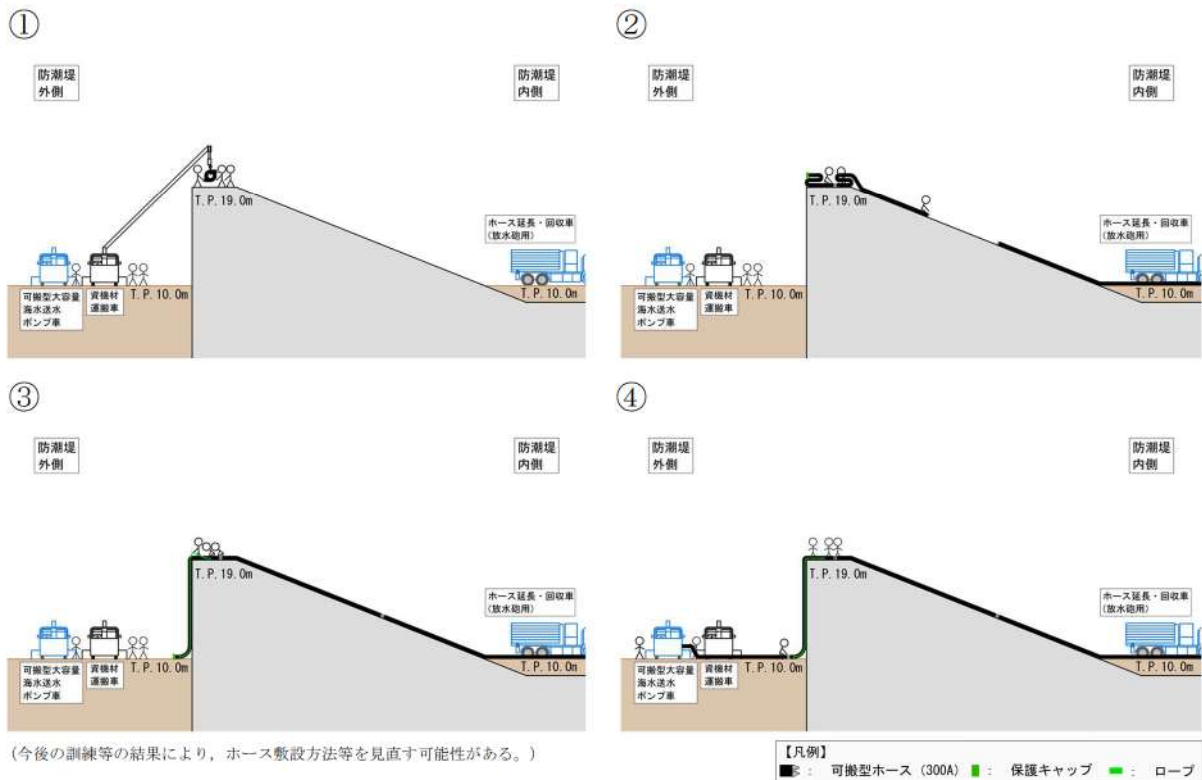 ①
防潮堤
外側
防潮堤
内側
T.P.19.0m
ホース延長・回収車
(放水砲用)
可搬型大容量
海水送水
ポンプ車
資機材
運搬車
T.P.10.0m
T.P.10.0m
②
防潮堤
外側
防潮堤
内側
T.P.19.0m
ホース延長・回収車
(放水砲用)
可搬型大容量
海水送水
ポンプ車
資機材
運搬車
T.P.10.0m
T.P.10.0m
③
防潮堤
外側
防潮堤
内側
T.P.19.0m
ホース延長・回収車
(放水砲用)
可搬型大容量
海水送水
ポンプ車
資機材
運搬車
T.P.10.0m
T.P.10.0m
④
防潮堤
外側
防潮堤
内側
T.P.19.0m
ホース延長・回収車
(放水砲用)
可搬型大容量
海水送水
ポンプ車
資機材
運搬車
T.P.10.0m
T.P.10.0m
(今後の訓練等の結果により，ホース敷設方法等を見直す可能性がある。)
【凡例】
: 可搬型ホース (300A) : 保護キャップ : ロープ